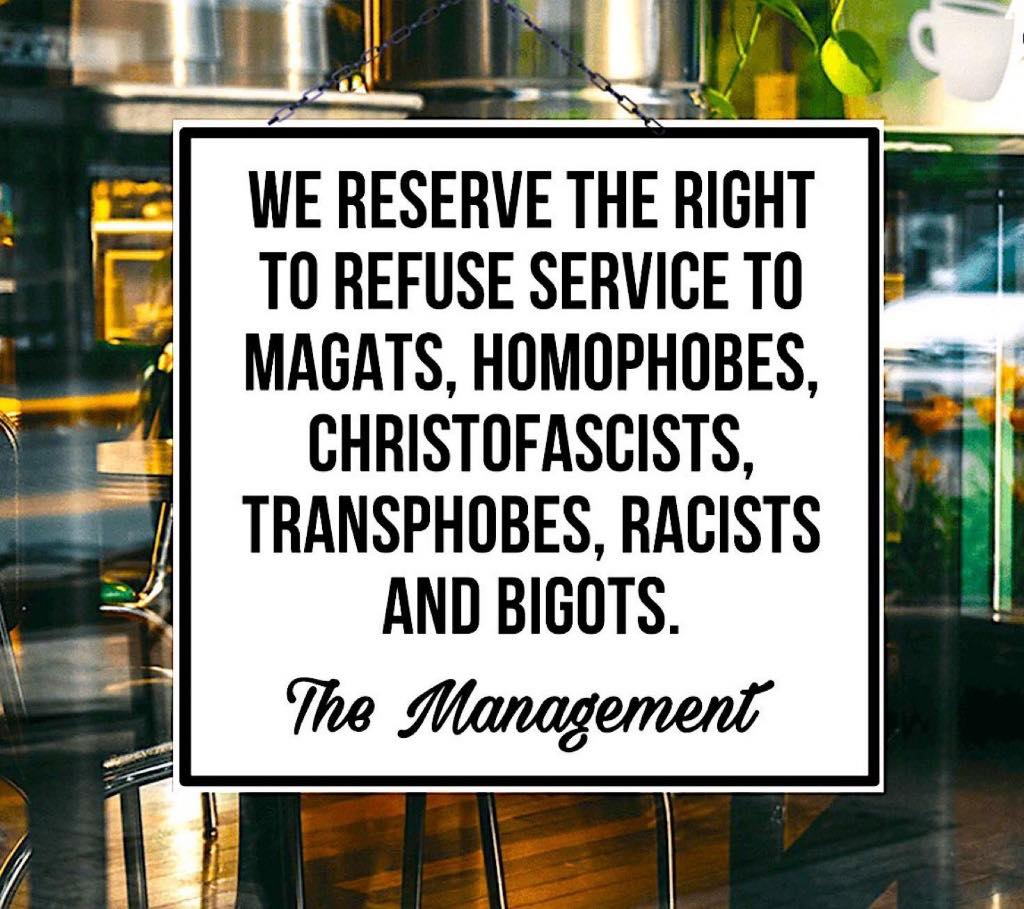 WE RESERVE THE RIGHT
TO REFUSE SERVICE TO
MAGATS, HOMOPHOBES,
CHRISTOFASCISTS,
TRANSPHOBES, RACISTS
AND BIGOTS.
The Management